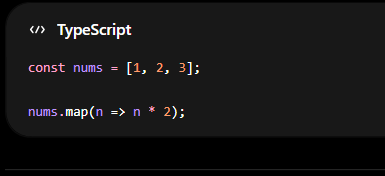 </> TypeScript
const nums = [1, 2, 3];
nums.map(n => n * 2);